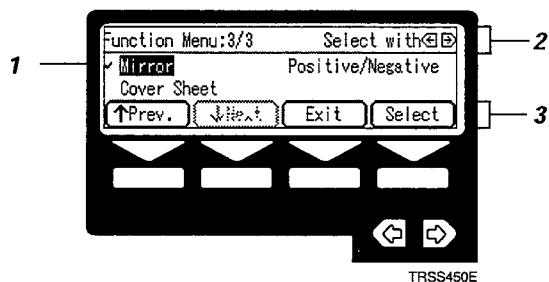 Function Menu:3/3 Select with
2
1
✓ Mirror Positive/Negative
Cover Sheet
↑Prev. ↓Next Exit Select
3
TRSS450E